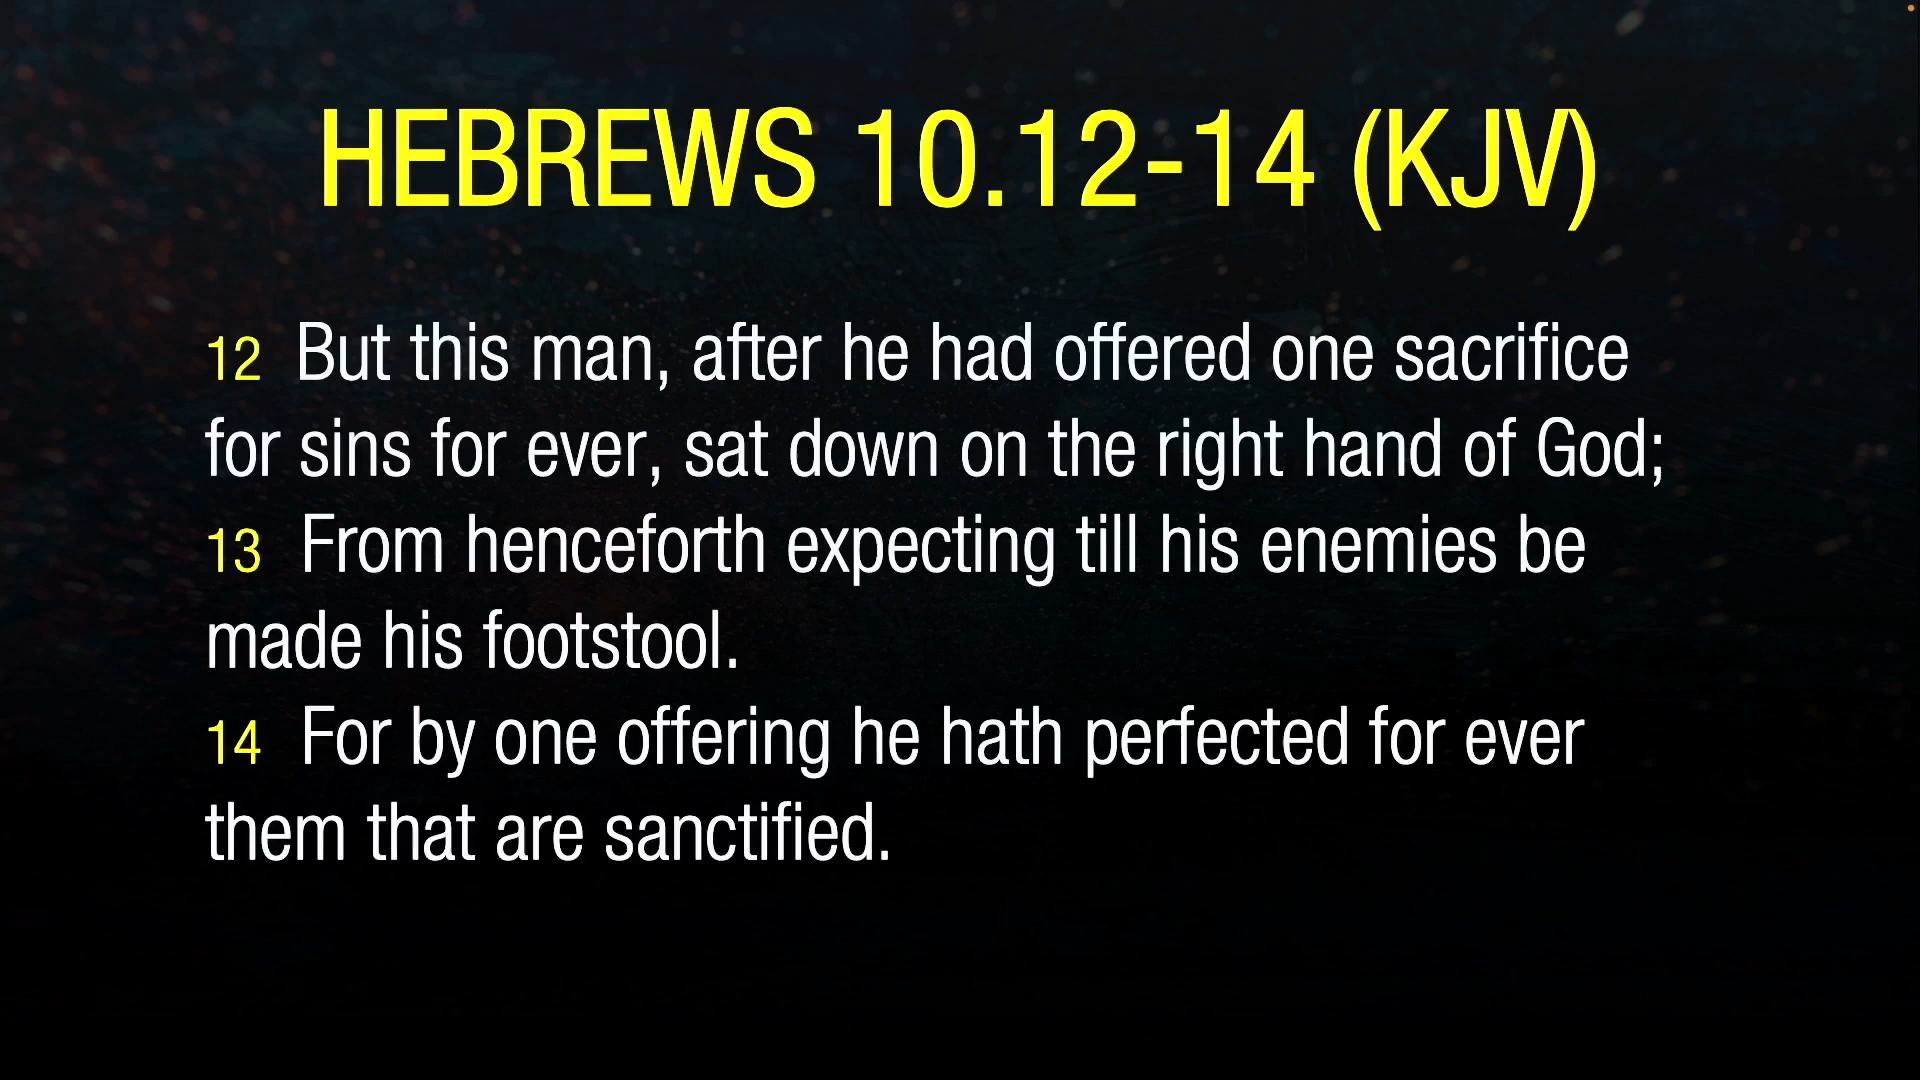 HEBREWS 10.12-14 (KJV)
12 But this man, after he had offered one sacrifice
for sins for ever, sat down on the right hand of God;
13 From henceforth expecting till his enemies be
made his footstool.
14 For by one offering he hath perfected for ever
them that are sanctified.